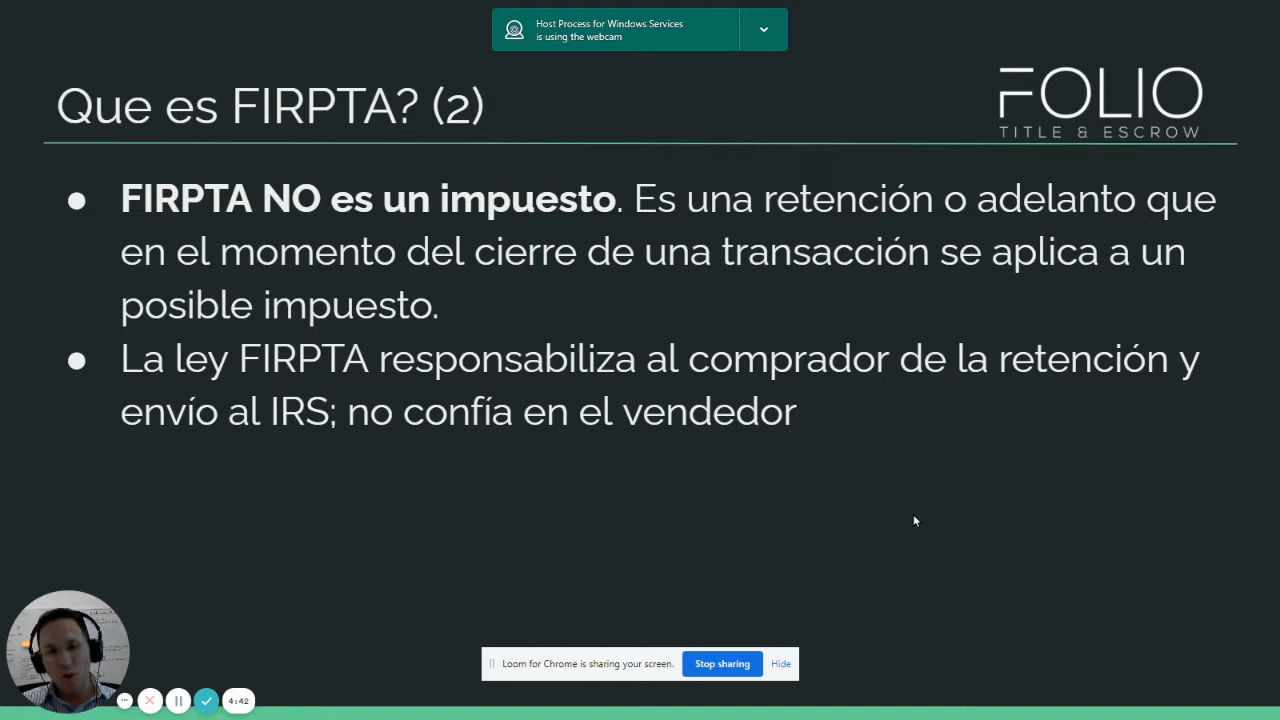 Host Process for Windows Services
is using the webcam
Que es FIRPTA? (2)
FOLIO
TITLE & ESCROW
● FIRPTA NO es un impuesto. Es una retención o adelanto que
en el momento del cierre de una transacción se aplica a un
posible impuesto.
● La ley FIRPTA responsabiliza al comprador de la retención y
envío al IRS; no confía en el vendedor
Loom for Chrome is sharing your screen. Stop sharing Hide
4:42